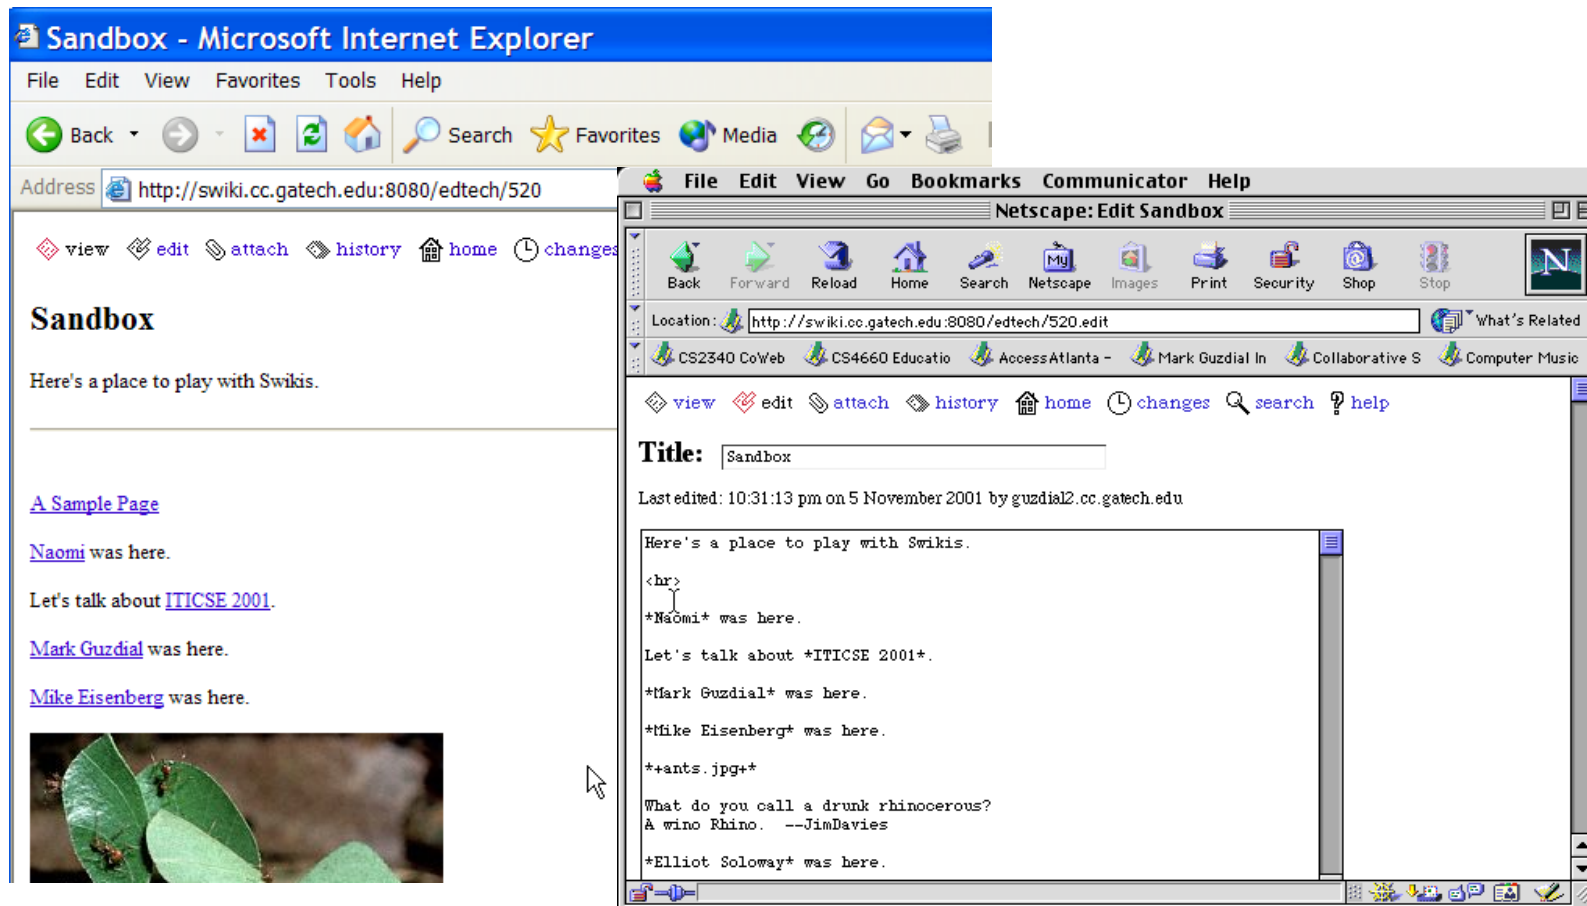 Sandbox - Microsoft Internet Explorer
File Edit View Favorites Tools Help
Back Search Favorites Media
Address http://swiki.cc.gatech.edu:8080/edtech/520
view edit attach history home changes
Sandbox
Here's a place to play with Swikis.
A Sample Page
Naomi was here.
Let's talk about ITICSE 2001.
Mark Guzdial was here.
Mike Eisenberg was here.
File Edit View Go Bookmarks Communicator Help
Netscape: Edit Sandbox
Back Forward Reload Home Search Netscape Images Print Security Shop Stop
My
N
Location: http://swiki.cc.gatech.edu:8080/edtech/520.edit What's Related
CS2340 CoWeb CS4660 Educatio AccessAtlanta - Mark Guzdial In Collaborative S Computer Music
view edit attach history home changes search help
Title: Sandbox
Last edited: 10:31:13 pm on 5 November 2001 by guzdial2.cc.gatech.edu
Here's a place to play with Swikis.
<hr>
*Naomi* was here.
Let's talk about *ITICSE 2001*.
*Mark Guzdial* was here.
*Mike Eisenberg* was here.
*+ants.jpg+*
What do you call a drunk rhinocerous?
A wino Rhino. --JimDavies
*Elliot Soloway* was here.